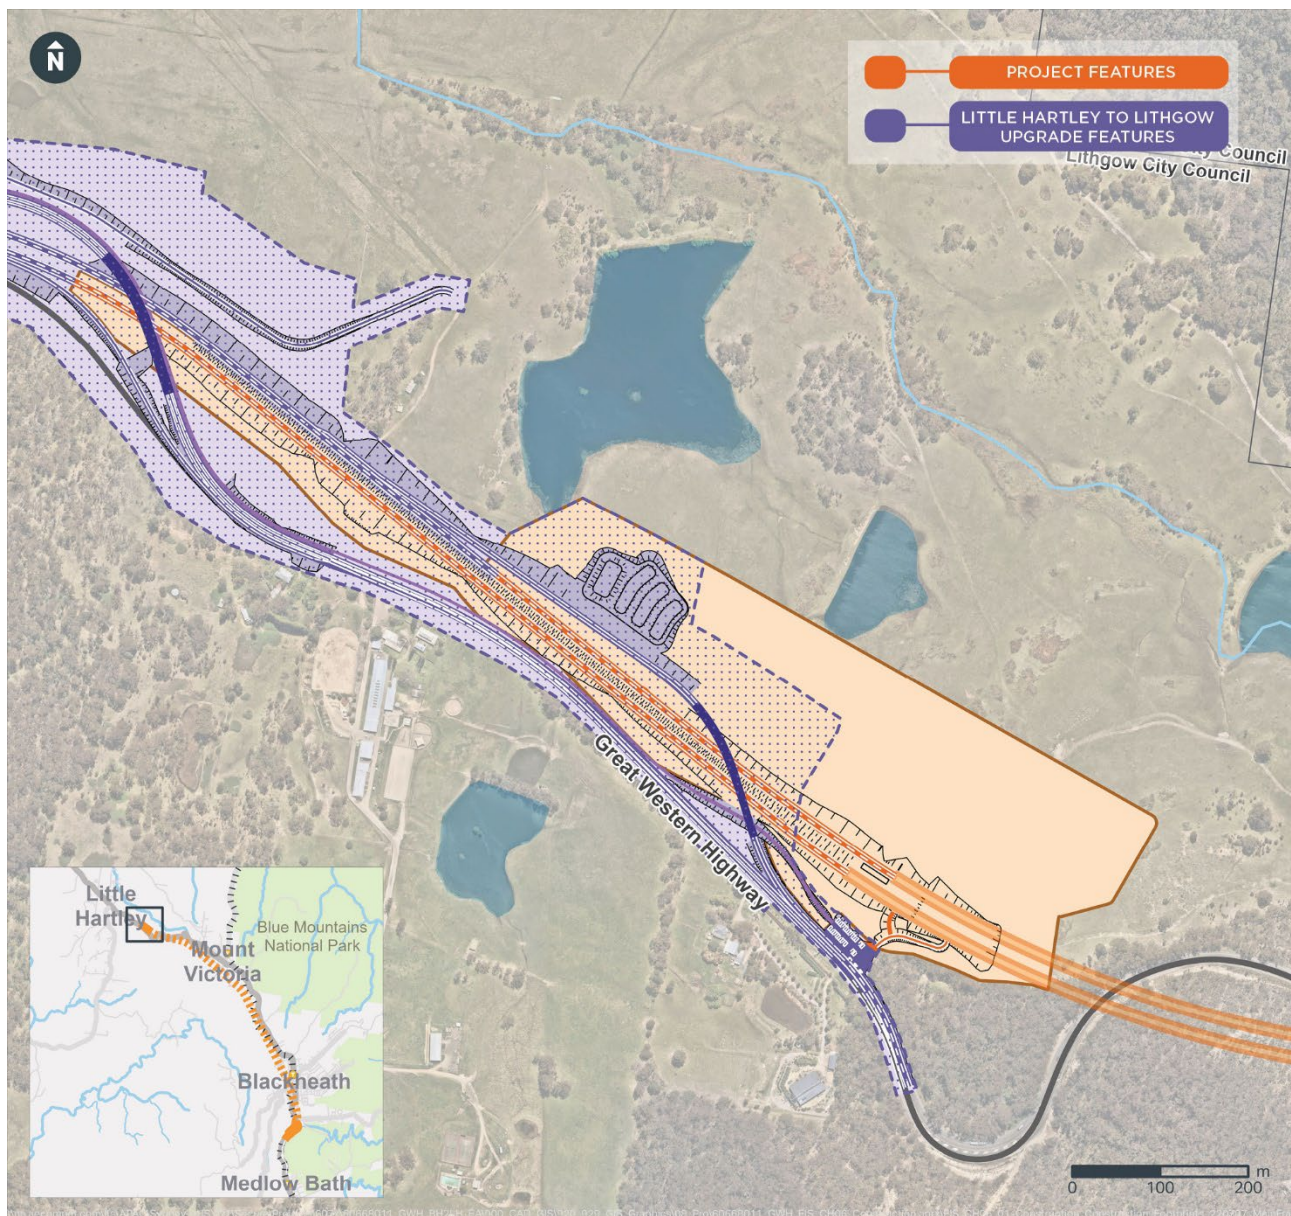 N
PROJECT FEATURES
LITTLE HARTLEY TO LITHGOW
UPGRADE FEATURES
City Council
Lithgow City Council
Great Western Highway
Little
Hartley
Mount
Victoria
Blue Mountains
National Park
Blackheath
Medlow Bath
m
0 100 200